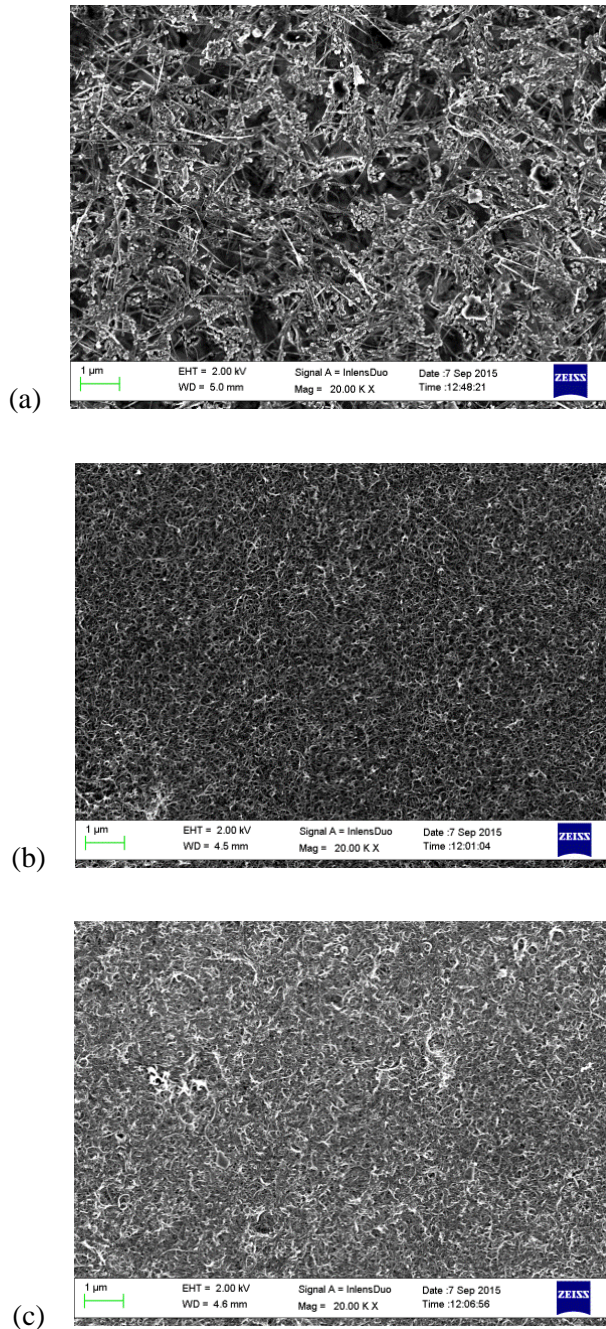 1 µm EHT = 2.00 kV Signal A = InlensDuo Date :7 Sep 2015 ZEISS
WD = 5.0 mm Mag = 20.00 K X Time :12:48:21
(a)
1 µm EHT = 2.00 kV Signal A = InlensDuo Date :7 Sep 2015 ZEISS
WD = 4.5 mm Mag = 20.00 K X Time :12:01:04
(b)
1 µm EHT = 2.00 kV Signal A = InlensDuo Date :7 Sep 2015 ZEISS
WD = 4.6 mm Mag = 20.00 K X Time :12:06:56
(c)